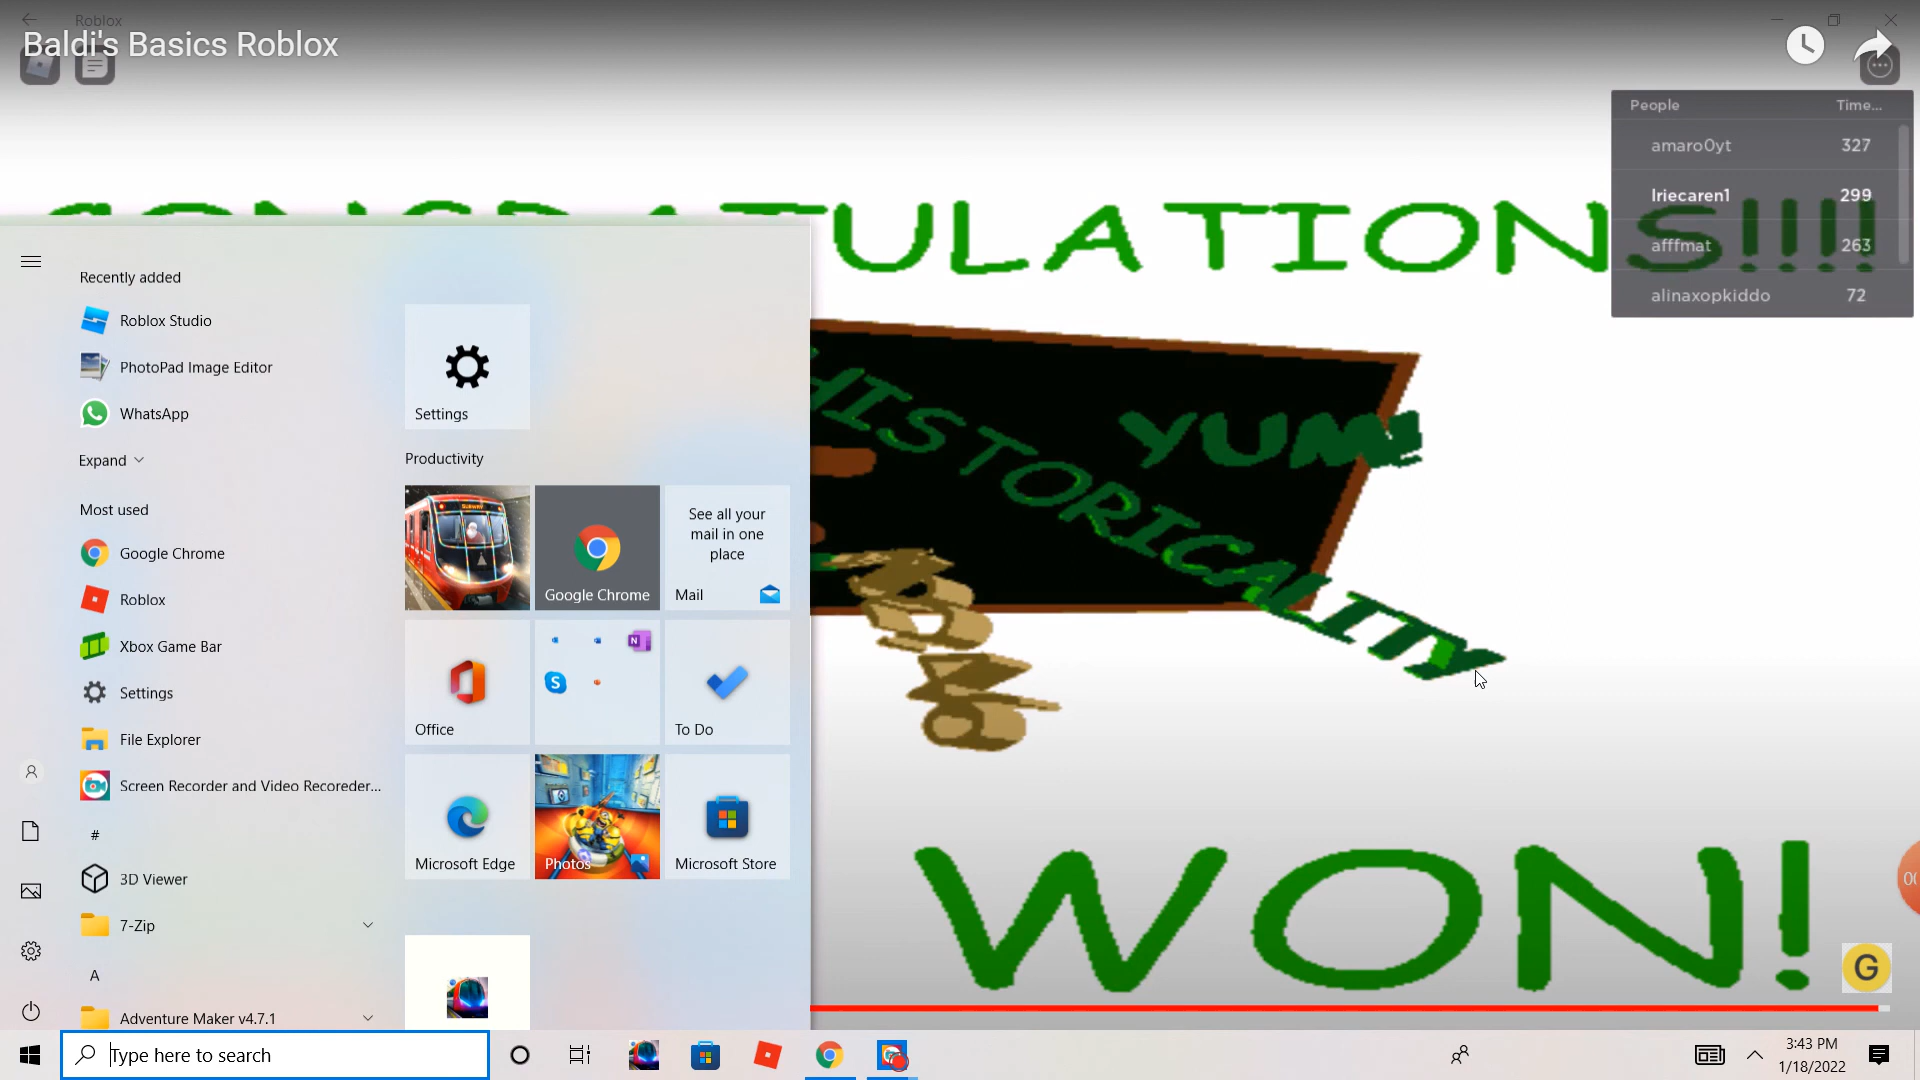 Roblox
Baldi's Basics Roblox
People Time...
amaro0yt 327
Iriecaren1 299
afffmat 263
alinaxopkiddo 72
CONGRATULATIONS!!!!
YUM!
HISTORICALITY
WON!
Recently added
Roblox Studio
PhotoPad Image Editor
WhatsApp
Expand
Most used
Google Chrome
Roblox
Xbox Game Bar
Settings
File Explorer
Screen Recorder and Video Recoreder...
#
3D Viewer
7-Zip
A
Adventure Maker v4.7.1
Settings
Productivity
SUBWAY
Google Chrome
See all your
mail in one
place
Mail
Office
N
S
To Do
Microsoft Edge
Photos
Microsoft Store
G
Type here to search
3:43 PM
1/18/2022